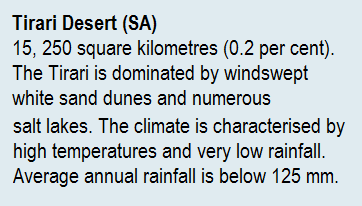 Tirari Desert (SA)
15, 250 square kilometres (0.2 per cent).
The Tirari is dominated by windswept
white sand dunes and numerous
salt lakes. The climate is characterised by
high temperatures and very low rainfall.
Average annual rainfall is below 125 mm.